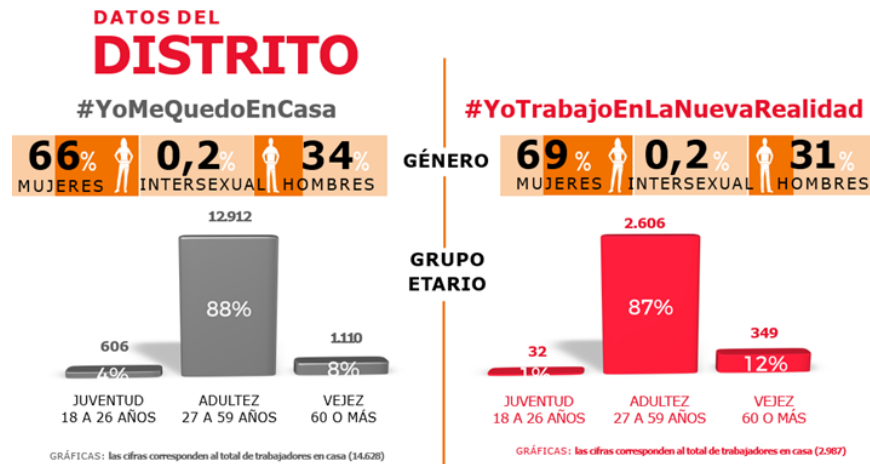 DATOS DEL
DISTRITO
#YoMeQuedoEnCasa
66%
MUJERES
0,2%
INTERSEXUAL
34%
HOMBRES
GÉNERO
#YoTrabajoEnLaNuevaRealidad
69%
MUJERES
0,2%
INTERSEXUAL
31%
HOMBRES
GRUPO
ETARIO
12.912
88%
606
4%
1.110
8%
JUVENTUD
18 A 26 AÑOS
ADULTEZ
27 A 59 AÑOS
VEJEZ
60 O MÁS
GRÁFICAS: las cifras corresponden al total de trabajadores en casa (14.628)
2.606
87%
32
1%
349
12%
JUVENTUD
18 A 26 AÑOS
ADULTEZ
27 A 59 AÑOS
VEJEZ
60 O MÁS
GRÁFICAS: las cifras corresponden al total de trabajadores en casa (2.987)